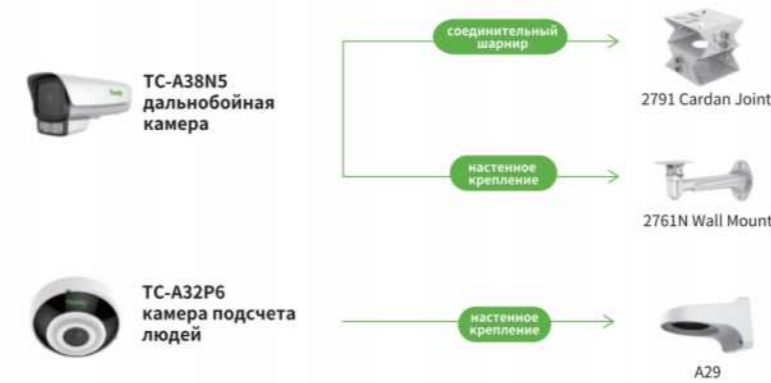 соединительный
шарнир
TC-A38N5
дальнобойная
камера
2791 Cardan Joint
настенное
крепление
2761N Wall Mount
TC-A32P6
камера подсчета
людей
настенное
крепление
A29